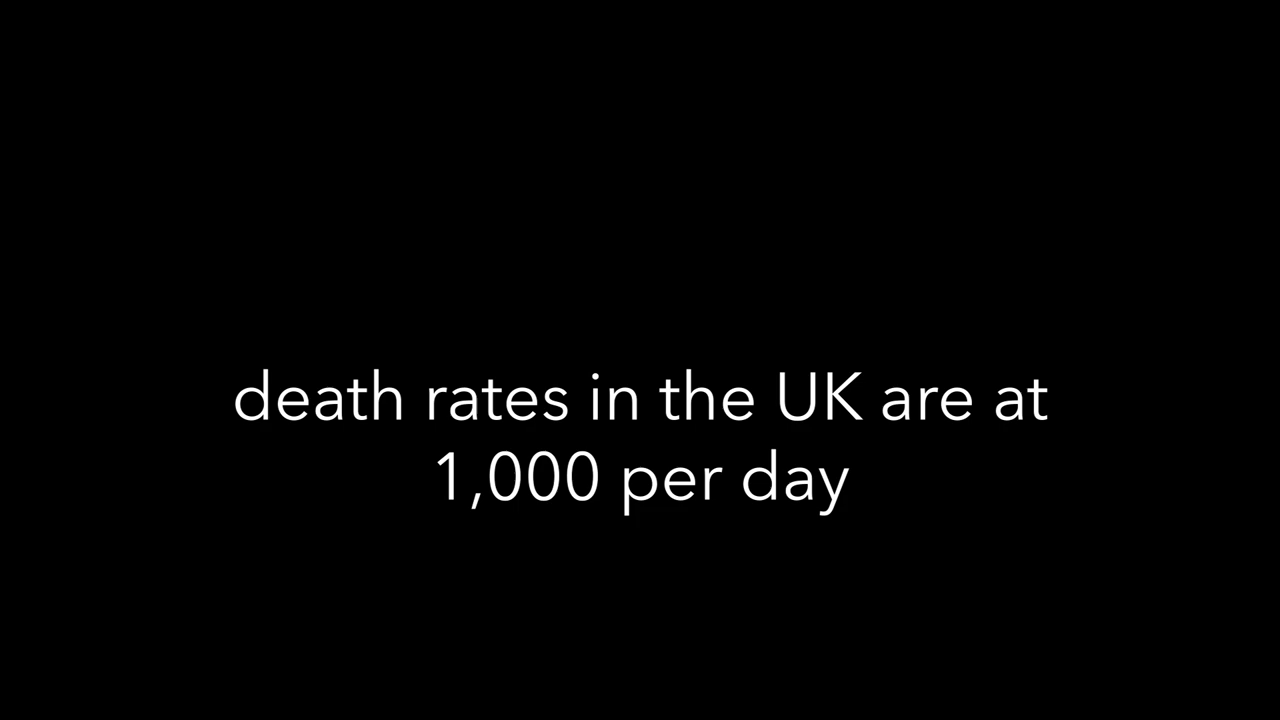 death rates in the UK are at
1,000 per day